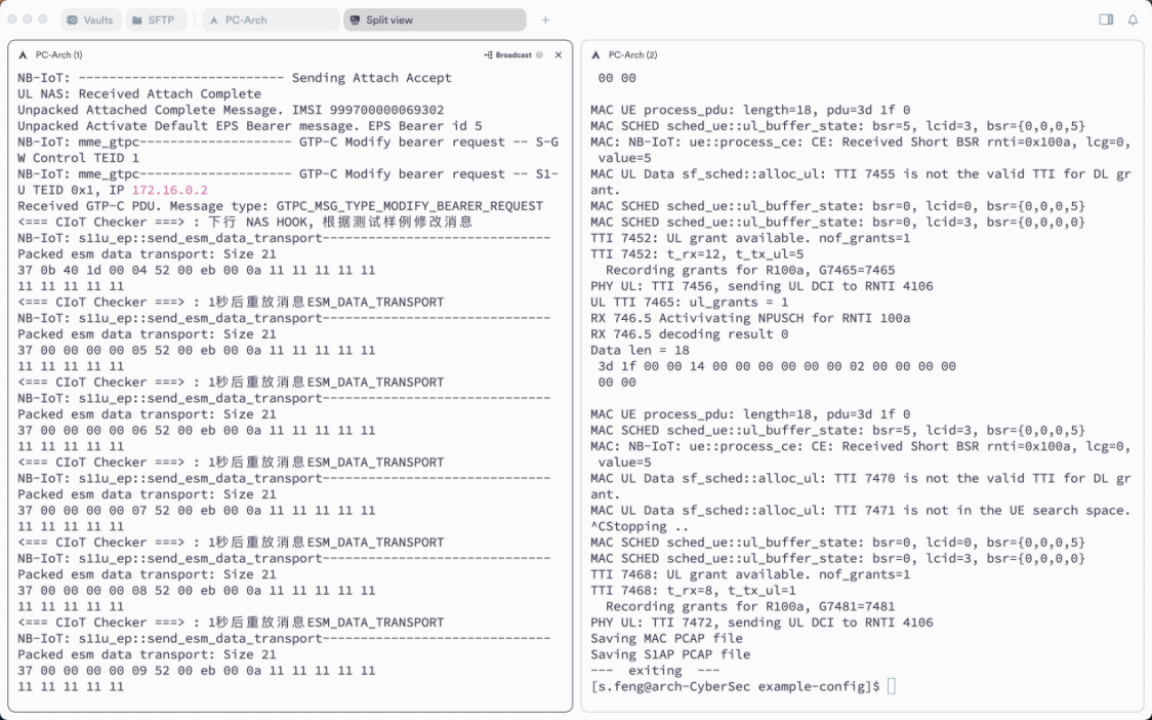 Vaults
SFTP
PC-Arch
Split view
+
PC-Arch (1)
Broadcast
NB-IoT: --------------------------- Sending Attach Accept
UL NAS: Received Attach Complete
Unpacked Attached Complete Message. IMSI 999700000069302
Unpacked Activate Default EPS Bearer message. EPS Bearer id 5
NB-IoT: mme_gtpc-------------------- GTP-C Modify bearer request -- S-G
W Control TEID 1
NB-IoT: mme_gtpc-------------------- GTP-C Modify bearer request -- S1-
U TEID 0x1, IP 172.16.0.2
Received GTP-C PDU. Message type: GTPC_MSG_TYPE_MODIFY_BEARER_REQUEST
<=== CIoT Checker ===> : 下行 NAS HOOK, 根据测试样例修改消息
NB-IoT: s11u_ep::send_esm_data_transport------------------------------
Packed esm data transport: Size 21
37 0b 40 1d 00 04 52 00 eb 00 0a 11 11 11 11 11
11 11 11 11 11
<=== CIoT Checker ===> : 1秒后重放消息ESM_DATA_TRANSPORT
NB-IoT: s11u_ep::send_esm_data_transport------------------------------
Packed esm data transport: Size 21
37 00 00 00 00 05 52 00 eb 00 0a 11 11 11 11 11
11 11 11 11 11
<=== CIoT Checker ===> : 1秒后重放消息ESM_DATA_TRANSPORT
NB-IoT: s11u_ep::send_esm_data_transport------------------------------
Packed esm data transport: Size 21
37 00 00 00 00 06 52 00 eb 00 0a 11 11 11 11 11
11 11 11 11 11
<=== CIoT Checker ===> : 1秒后重放消息ESM_DATA_TRANSPORT
NB-IoT: s11u_ep::send_esm_data_transport------------------------------
Packed esm data transport: Size 21
37 00 00 00 00 07 52 00 eb 00 0a 11 11 11 11 11
11 11 11 11 11
<=== CIoT Checker ===> : 1秒后重放消息ESM_DATA_TRANSPORT
NB-IoT: s11u_ep::send_esm_data_transport------------------------------
Packed esm data transport: Size 21
37 00 00 00 00 08 52 00 eb 00 0a 11 11 11 11 11
11 11 11 11 11
<=== CIoT Checker ===> : 1秒后重放消息ESM_DATA_TRANSPORT
NB-IoT: s11u_ep::send_esm_data_transport------------------------------
Packed esm data transport: Size 21
37 00 00 00 00 09 52 00 eb 00 0a 11 11 11 11 11
11 11 11 11 11
PC-Arch (2)
00 00
MAC UE process_pdu: length=18, pdu=3d 1f 0
MAC SCHED sched_ue::ul_buffer_state: bsr=5, lcid=3, bsr={0,0,0,5}
MAC: NB-IoT: ue::process_ce: CE: Received Short BSR rnti=0x100a, lcg=0,
value=5
MAC UL Data sf_sched::alloc_ul: TTI 7455 is not the valid TTI for DL gr
ant.
MAC SCHED sched_ue::ul_buffer_state: bsr=0, lcid=0, bsr={0,0,0,5}
MAC SCHED sched_ue::ul_buffer_state: bsr=0, lcid=3, bsr={0,0,0,0}
TTI 7452: UL grant available. nof_grants=1
TTI 7452: t_rx=12, t_tx_ul=5
Recording grants for R100a, G7465=7465
PHY UL: TTI 7456, sending UL DCI to RNTI 4106
UL TTI 7465: ul_grants = 1
RX 746.5 Activivating NPUSCH for RNTI 100a
RX 746.5 decoding result 0
Data len = 18
3d 1f 00 00 14 00 00 00 00 00 00 02 00 00 00 00
00 00
MAC UE process_pdu: length=18, pdu=3d 1f 0
MAC SCHED sched_ue::ul_buffer_state: bsr=5, lcid=3, bsr={0,0,0,5}
MAC: NB-IoT: ue::process_ce: CE: Received Short BSR rnti=0x100a, lcg=0,
value=5
MAC UL Data sf_sched::alloc_ul: TTI 7470 is not the valid TTI for DL gr
ant.
MAC UL Data sf_sched::alloc_ul: TTI 7471 is not in the UE search space.
^CStopping ..
MAC SCHED sched_ue::ul_buffer_state: bsr=0, lcid=0, bsr={0,0,0,5}
MAC SCHED sched_ue::ul_buffer_state: bsr=0, lcid=3, bsr={0,0,0,0}
TTI 7468: UL grant available. nof_grants=1
TTI 7468: t_rx=8, t_tx_ul=1
Recording grants for R100a, G7481=7481
PHY UL: TTI 7472, sending UL DCI to RNTI 4106
Saving MAC PCAP file
Saving S1AP PCAP file
---  exiting  ---
[s.feng@arch-CyberSec example-config]$